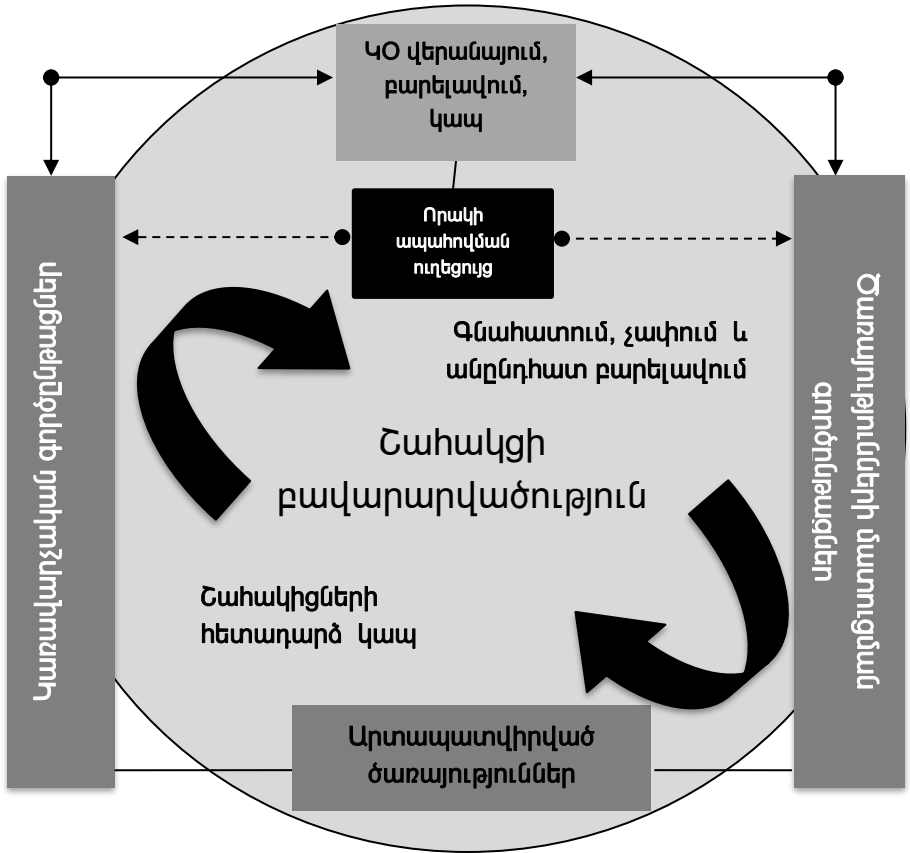 ԿՕ վերանայում,
բարելավում,
կապ
Որակի
ապահովման
ուղեցույց
Կառավարչական գործընթացներ
Ծառայությունների մատուցման
գործընթացներ
Գնահատում, չափում և
անընդհատ բարելավում
Շահակցի
բավարարվածություն
Շահակիցների
հետադարձ կապ
Արտապատվիրված
ծառայություններ